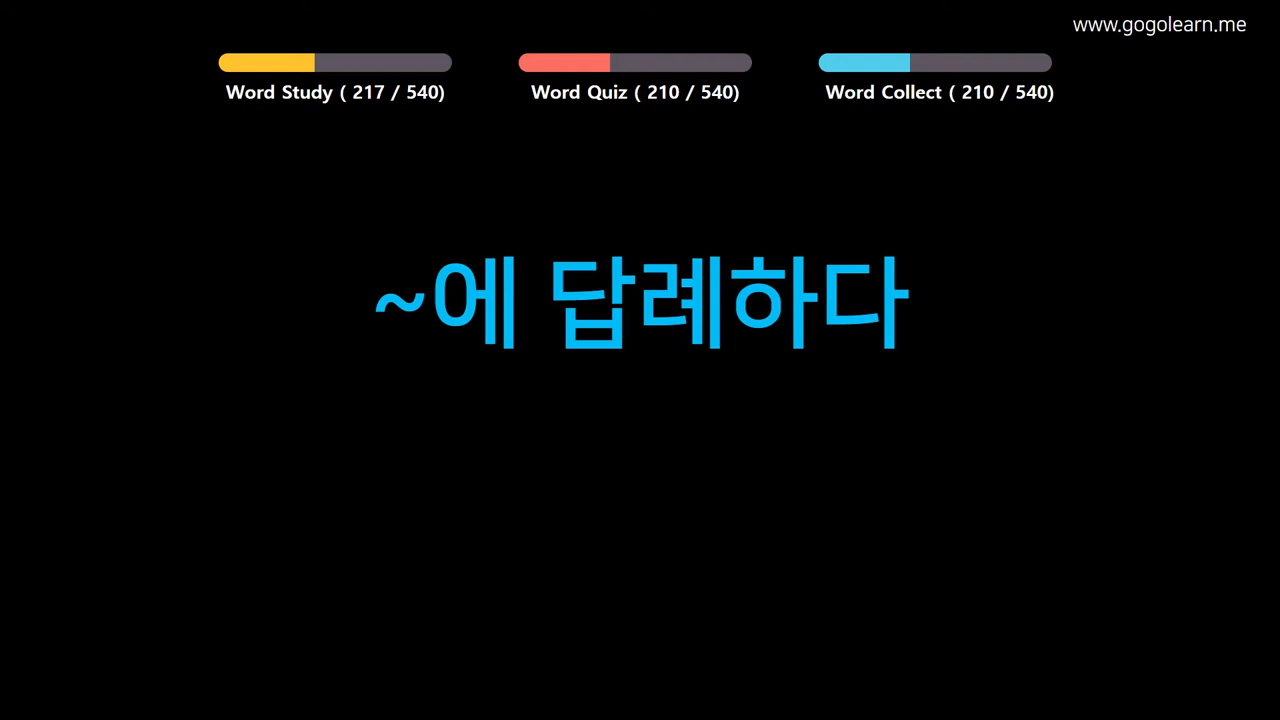 www.gogolearn.me
Word Study ( 217 / 540)
Word Quiz ( 210 / 540)
Word Collect ( 210 / 540)
~에 답례하다